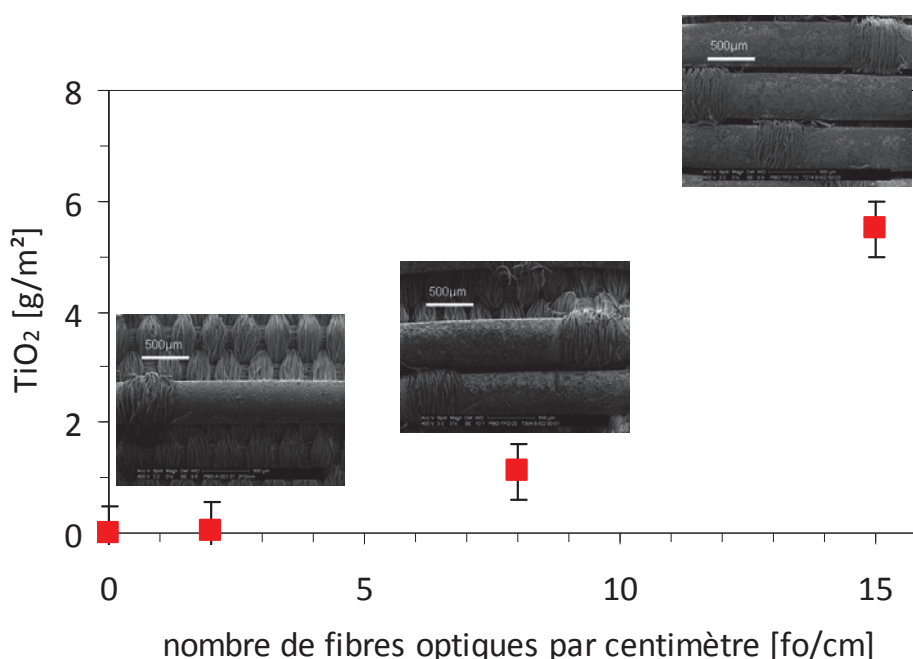 500µm
8
6
500µm
4
500µm
2
0
0
5
10
15
TiO₂ [g/m²]
nombre de fibres optiques par centimètre [fo/cm]